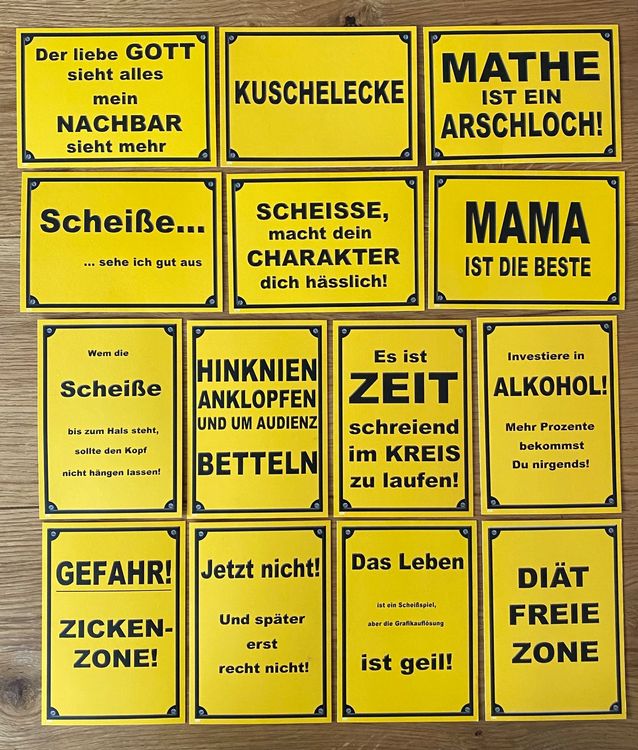 Der liebe GOTT
sieht alles
mein
NACHBAR
sieht mehr
KUSCHELECKE
MATHE
IST EIN
ARSCHLOCH!
Scheiße...
... sehe ich gut aus
SCHEISSE,
macht dein
CHARAKTER
dich hässlich!
MAMA
IST DIE BESTE
Wem die
Scheiße
bis zum Hals steht,
sollte den Kopf
nicht hängen lassen!
HINKNIEN
ANKLOPFEN
UND UM AUDIENZ
BETTELN
Es ist
ZEIT
schreiend
im KREIS
zu laufen!
Investiere in
ALKOHOL!
Mehr Prozente
bekommst
Du nirgends!
GEFAHR!
ZICKEN-
ZONE!
Jetzt nicht!
Und später
erst
recht nicht!
Das Leben
ist ein Scheißspiel,
aber die Grafikauflösung
ist geil!
DIÄT
FREIE
ZONE